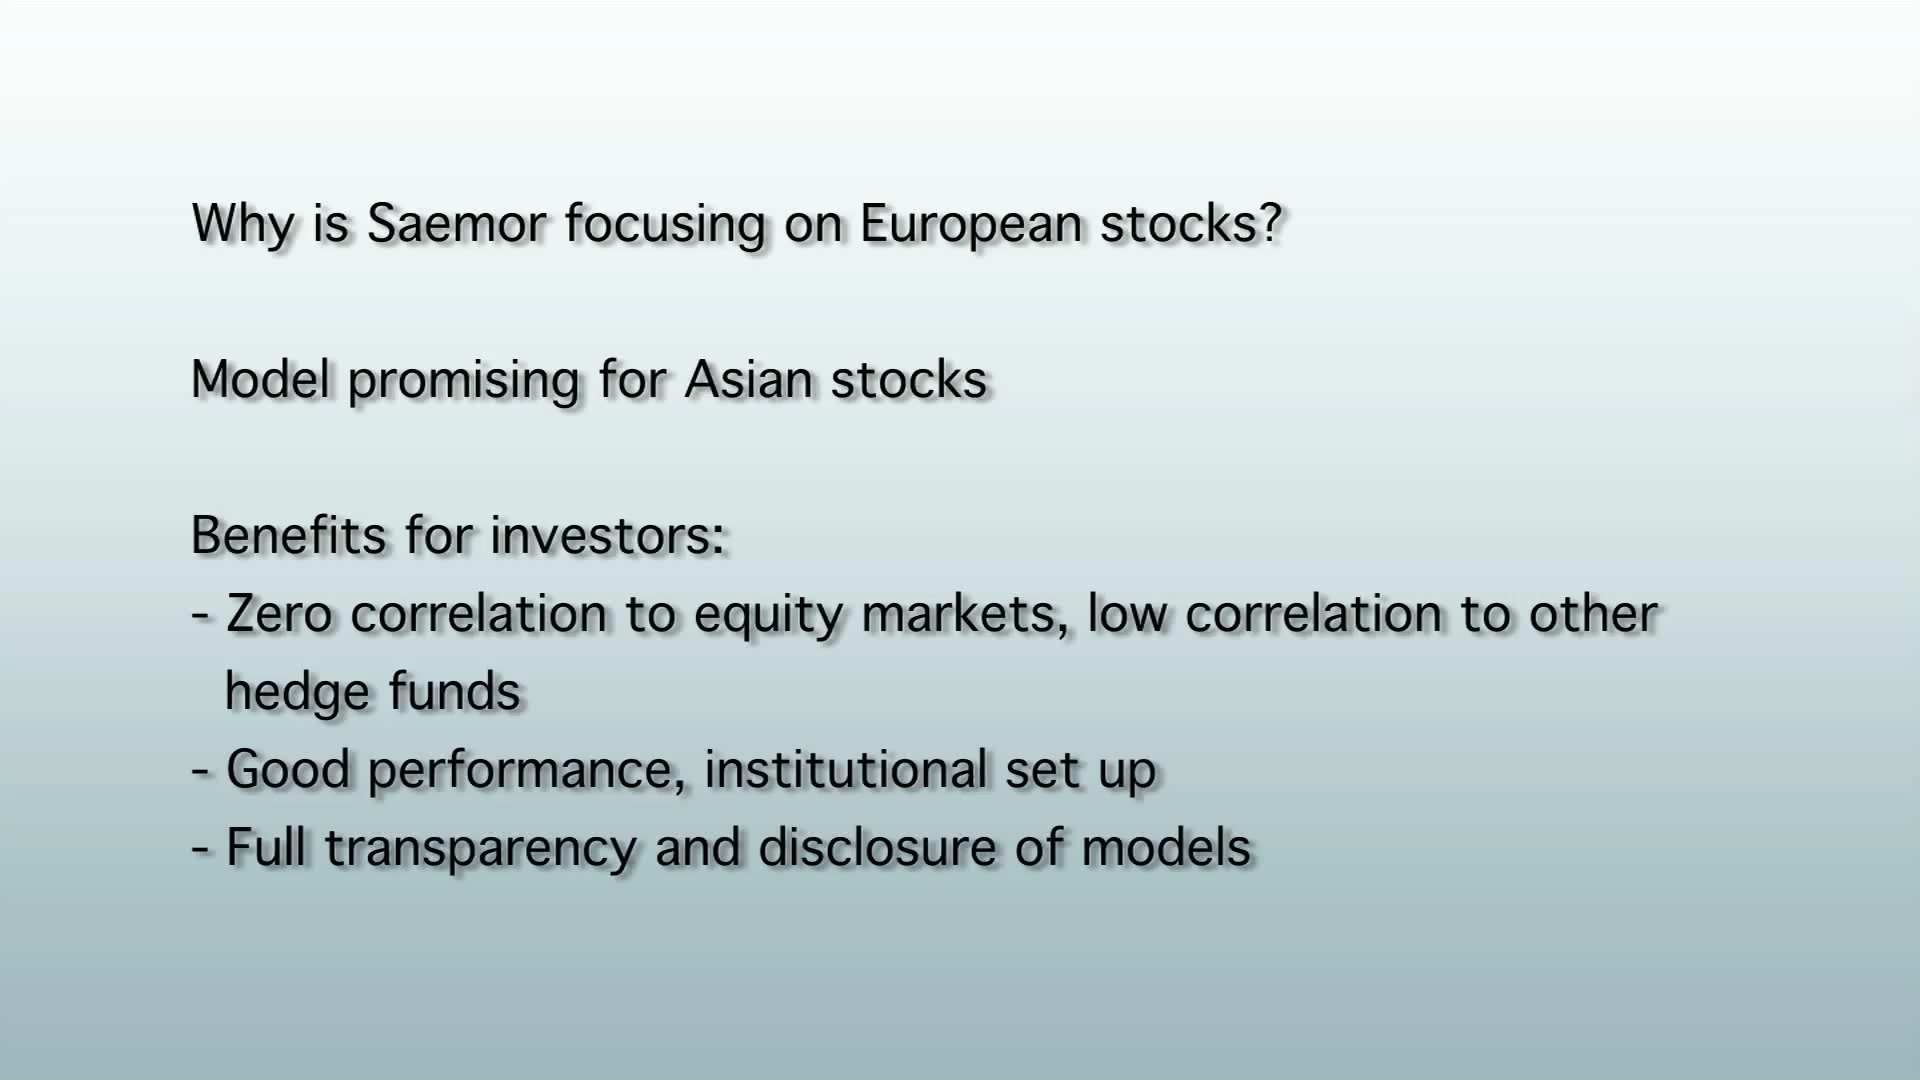 Why is Saemor focusing on European stocks?
Model promising for Asian stocks
Benefits for investors:
- Zero correlation to equity markets, low correlation to other
hedge funds
- Good performance, institutional set up
- Full transparency and disclosure of models